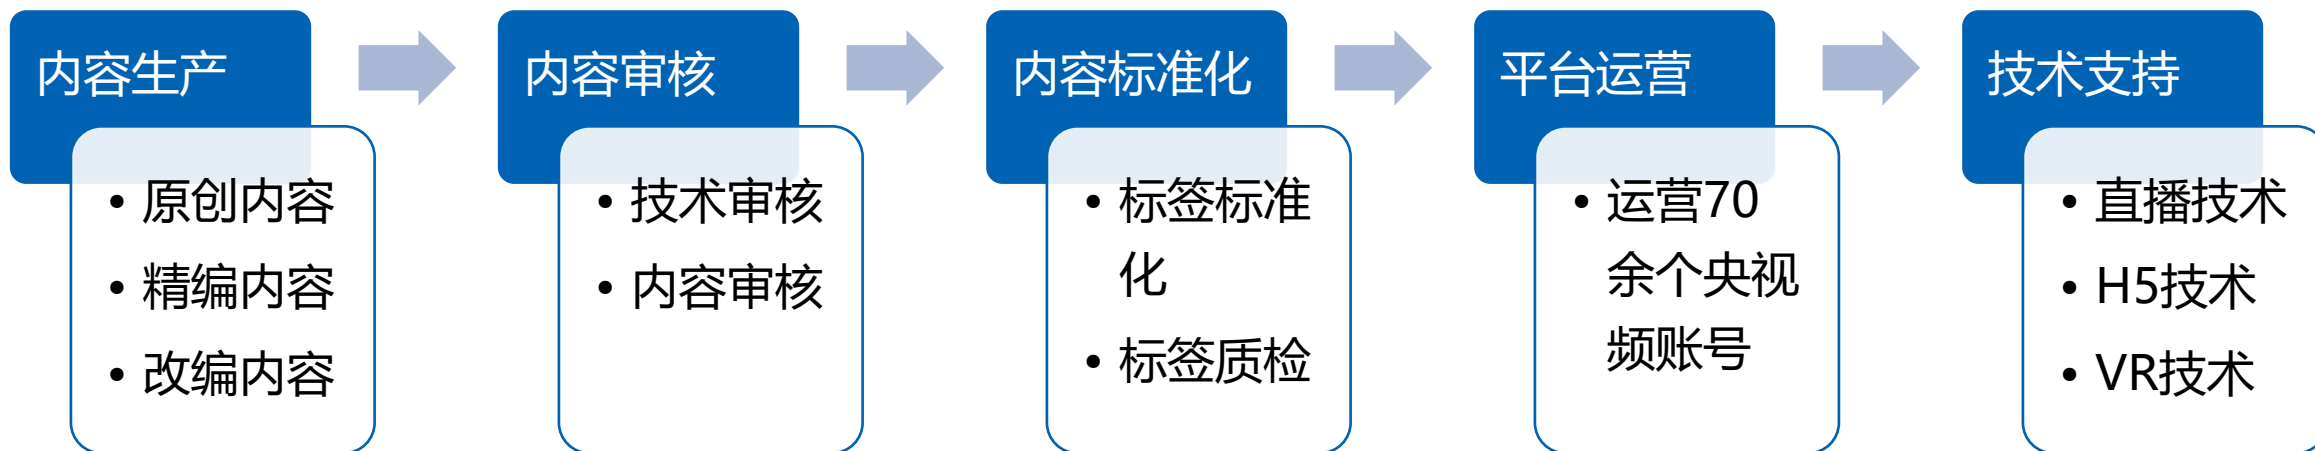 内容生产
• 原创内容
• 精编内容
• 改编内容
内容审核
• 技术审核
• 内容审核
内容标准化
• 标签标准
化
• 标签质检
平台运营
• 运营70
余个央视
频账号
技术支持
• 直播技术
• H5技术
• VR技术